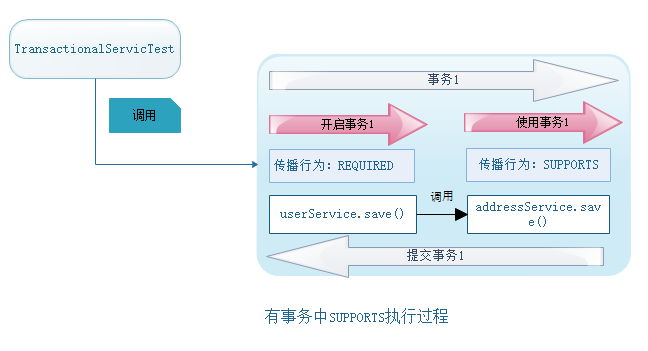 TransactionalServicTest
调用
事务1
开启事务1
使用事务1
传播行为: REQUIRED
传播行为: SUPPORTS
userService.save()
调用
addressService.sav
e()
提交事务1
有事务中SUPPORTS执行过程